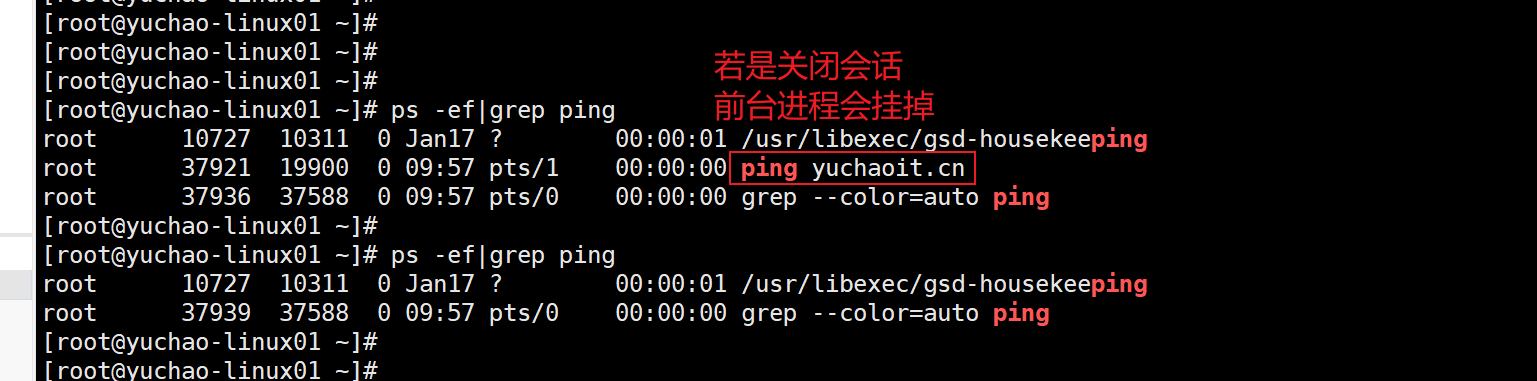 [root@yuchao-linux01 ~]#
[root@yuchao-linux01 ~]#
[root@yuchao-linux01 ~]#
[root@yuchao-linux01 ~]#
若是关闭会话
前台进程会挂掉
[root@yuchao-linux01 ~]# ps -ef|grep ping
root      10727  10311  0 Jan17 ?        00:00:01 /usr/libexec/gsd-housekeeping
root      37921  19900  0 09:57 pts/1    00:00:00 ping yuchaoit.cn
root      37936  37588  0 09:57 pts/0    00:00:00 grep --color=auto ping
[root@yuchao-linux01 ~]#
[root@yuchao-linux01 ~]# ps -ef|grep ping
root      10727  10311  0 Jan17 ?        00:00:01 /usr/libexec/gsd-housekeeping
root      37939  37588  0 09:57 pts/0    00:00:00 grep --color=auto ping
[root@yuchao-linux01 ~]#
[root@yuchao-linux01 ~]#